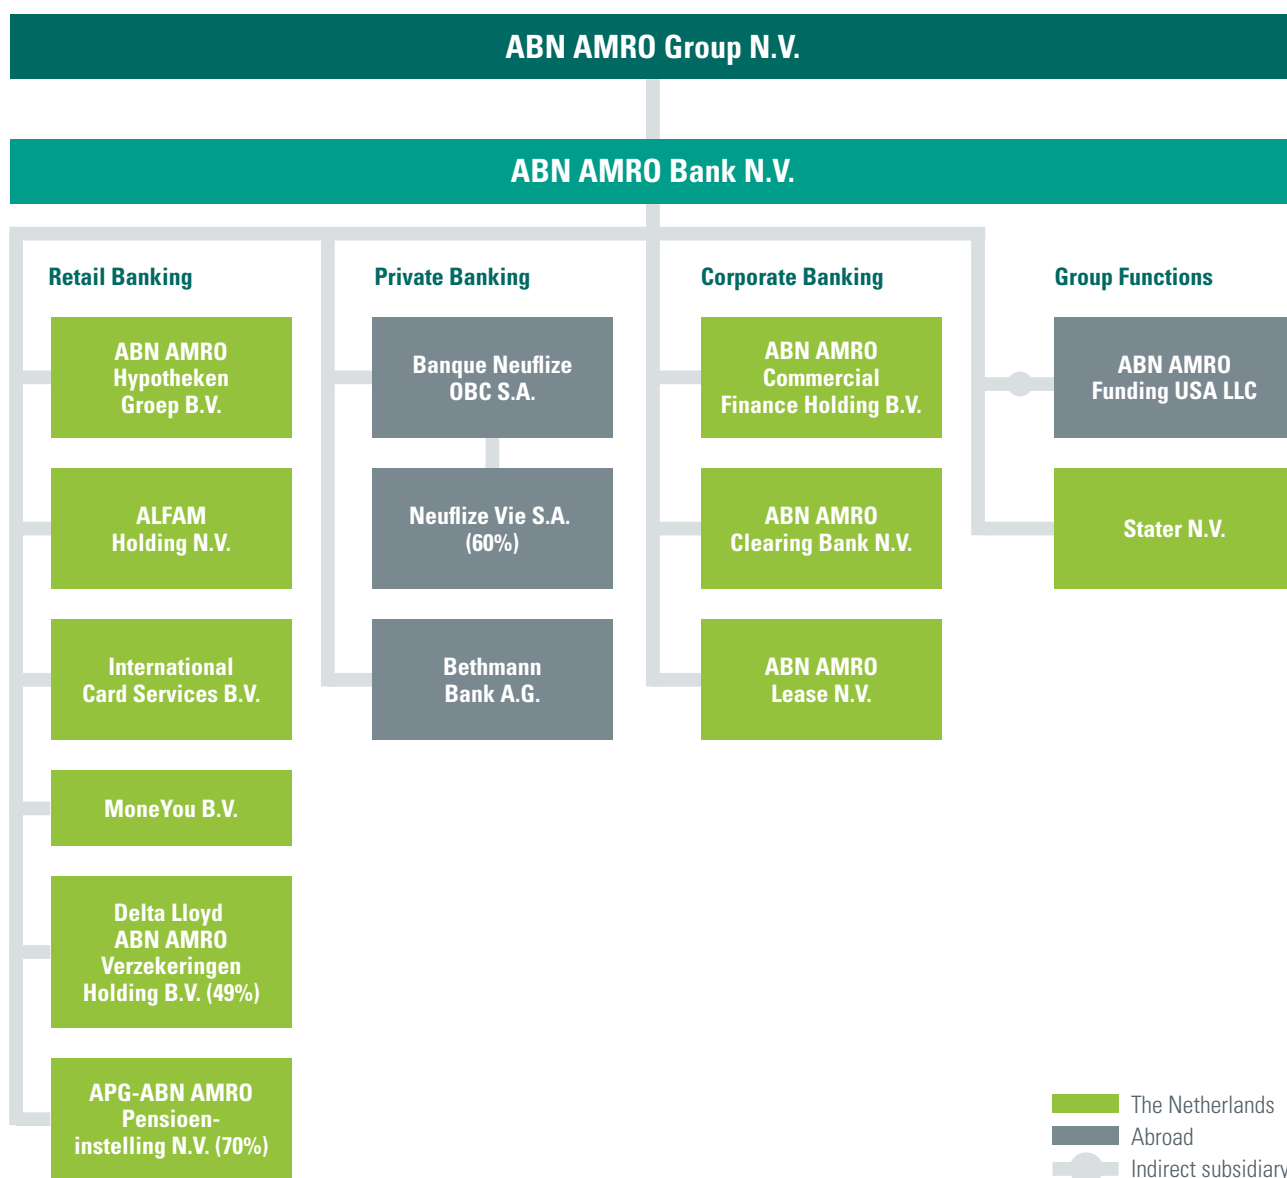 ABN AMRO Group N.V.
ABN AMRO Bank N.V.
Retail Banking
ABN AMRO
Hypotheken
Groep B.V.
ALFAM
Holding N.V.
International
Card Services B.V.
MoneYou B.V.
Delta Lloyd
ABN AMRO
Verzekeringen
Holding B.V. (49%)
APG-ABN AMRO
Pensioen-
instelling N.V. (70%)
Private Banking
Banque Neuflize
OBC S.A.
Neuflize Vie S.A.
(60%)
Bethmann
Bank A.G.
Corporate Banking
ABN AMRO
Commercial
Finance Holding B.V.
ABN AMRO
Clearing Bank N.V.
ABN AMRO
Lease N.V.
Group Functions
ABN AMRO
Funding USA LLC
Stater N.V.
The Netherlands
Abroad
Indirect subsidiary